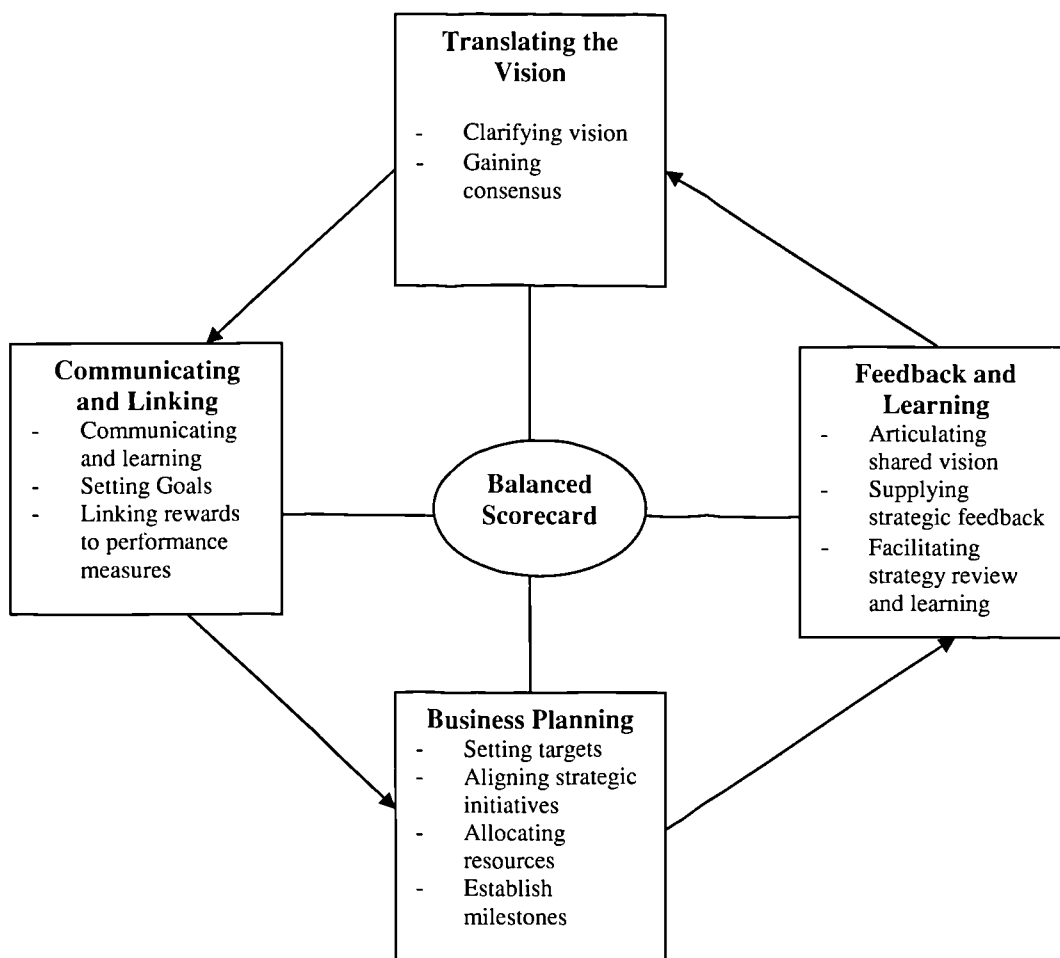 Translating the
Vision
- Clarifying vision
- Gaining
consensus
Communicating
and Linking
- Communicating
and learning
- Setting Goals
- Linking rewards
to performance
measures
Balanced
Scorecard
Feedback and
Learning
- Articulating
shared vision
- Supplying
strategic feedback
- Facilitating
strategy review
and learning
Business Planning
- Setting targets
- Aligning strategic
initiatives
- Allocating
resources
- Establish
milestones